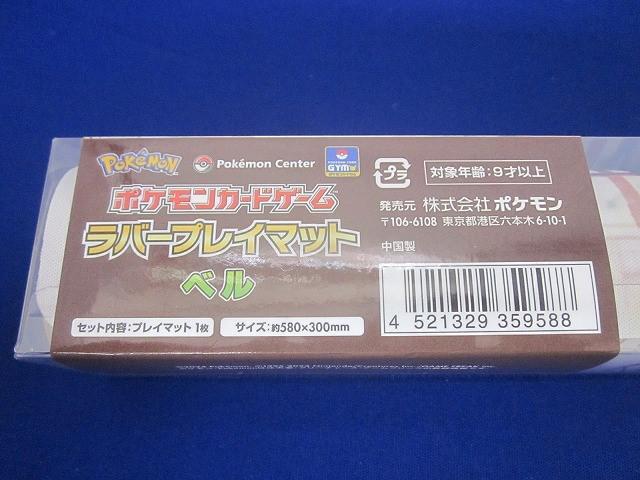 POKéMON
Pokémon Center
POKÉMON CARD
GYM
ポケモンカードゲーム
ラバープレイマット
ベル
セット内容:プレイマット 1枚
サイズ:約580×300mm
プラ
対象年齢:9才以上
発売元 株式会社 ポケモン
〒106-6108 東京都港区六本木6-10-1
中国製
4 521329 359588